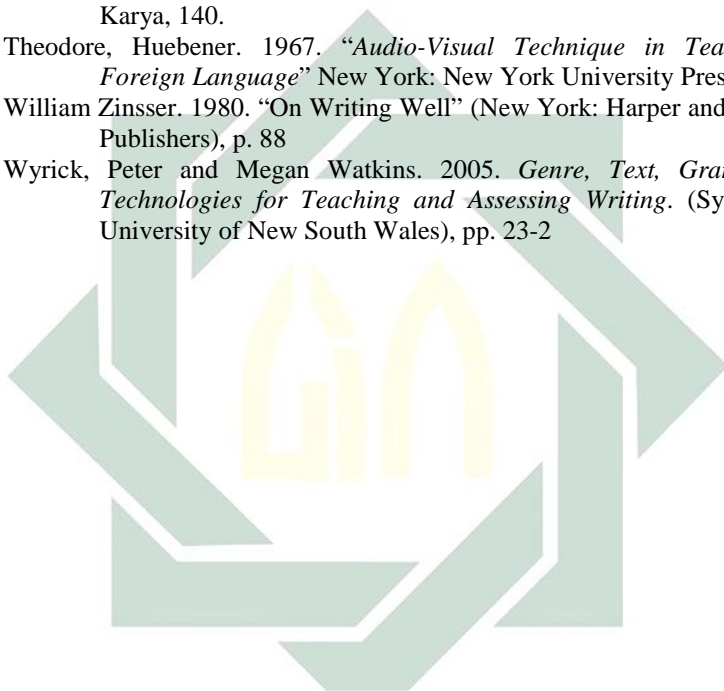 Karya, 140.
Theodore, Huebener. 1967. “Audio-Visual Technique in Tea
Foreign Language” New York: New York University Pres
William Zinsser. 1980. “On Writing Well” (New York: Harper and
Publishers), p. 88
Wyrick, Peter and Megan Watkins. 2005. Genre, Text, Gra
Technologies for Teaching and Assessing Writing. (Sy
University of New South Wales), pp. 23-2